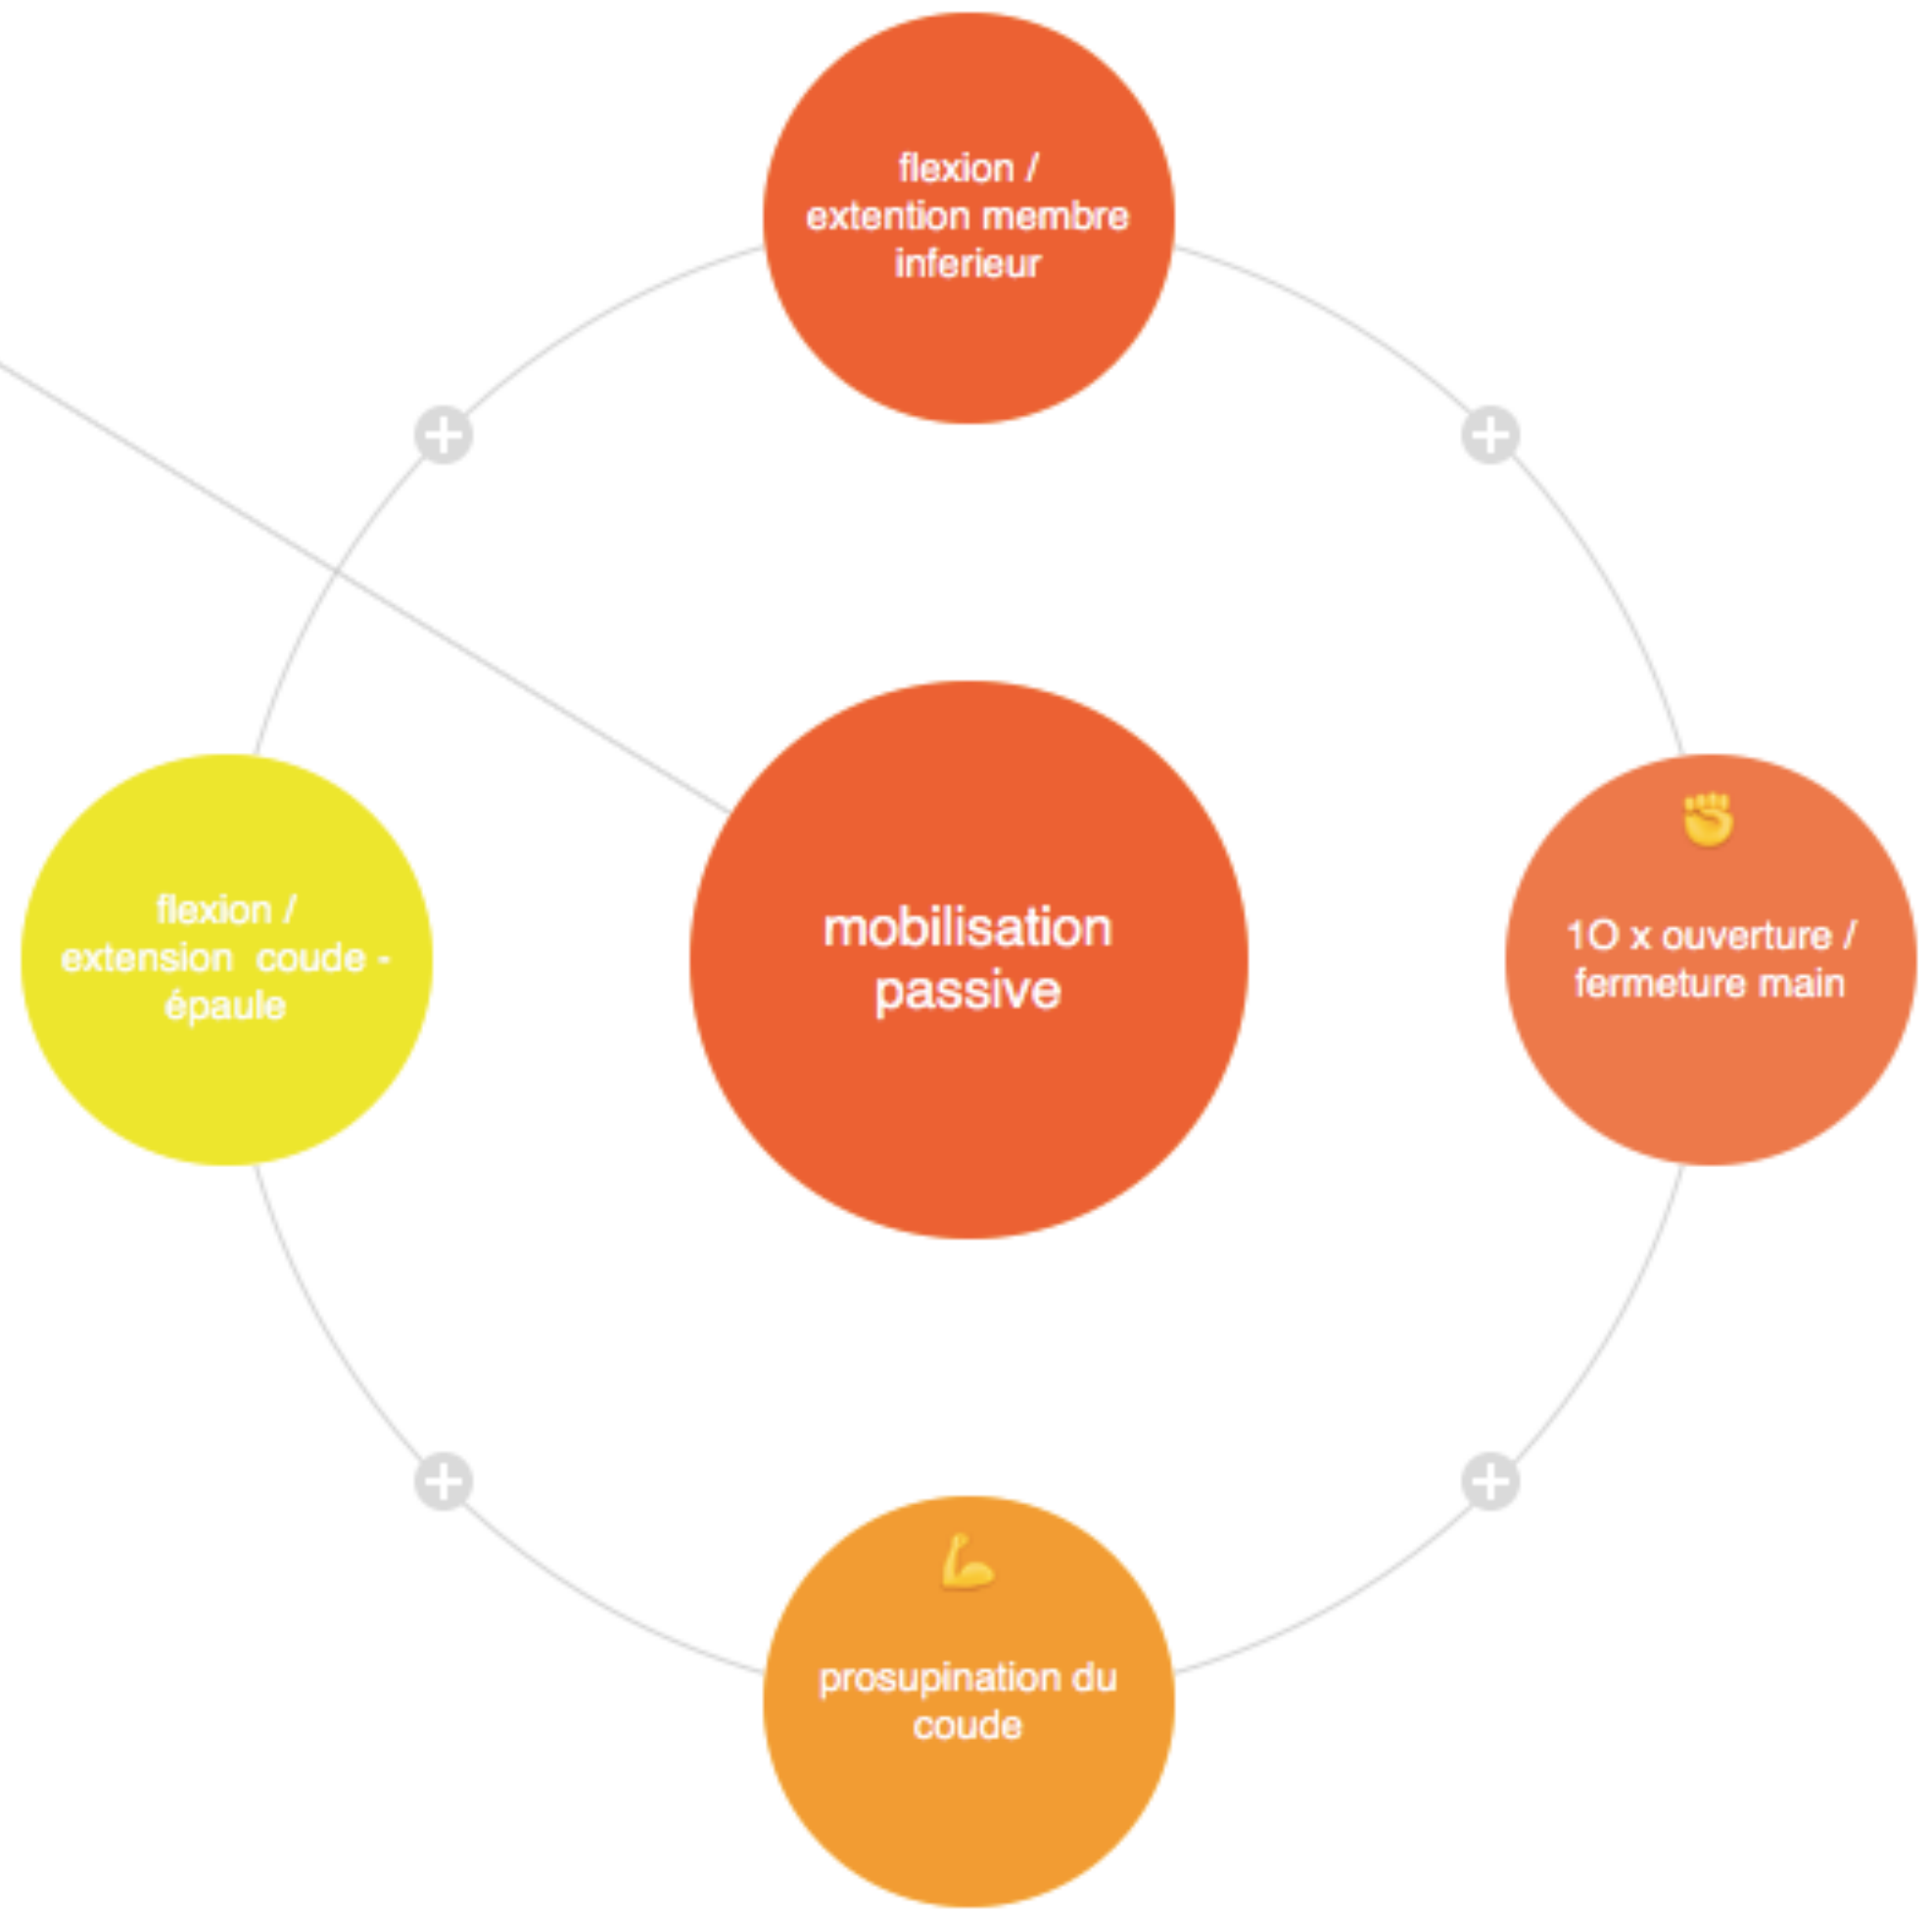 flexion /
extention membre
inferieur
flexion /
extension  coude -
épaule
mobilisation
passive
1O x ouverture /
fermeture main
prosupination du
coude